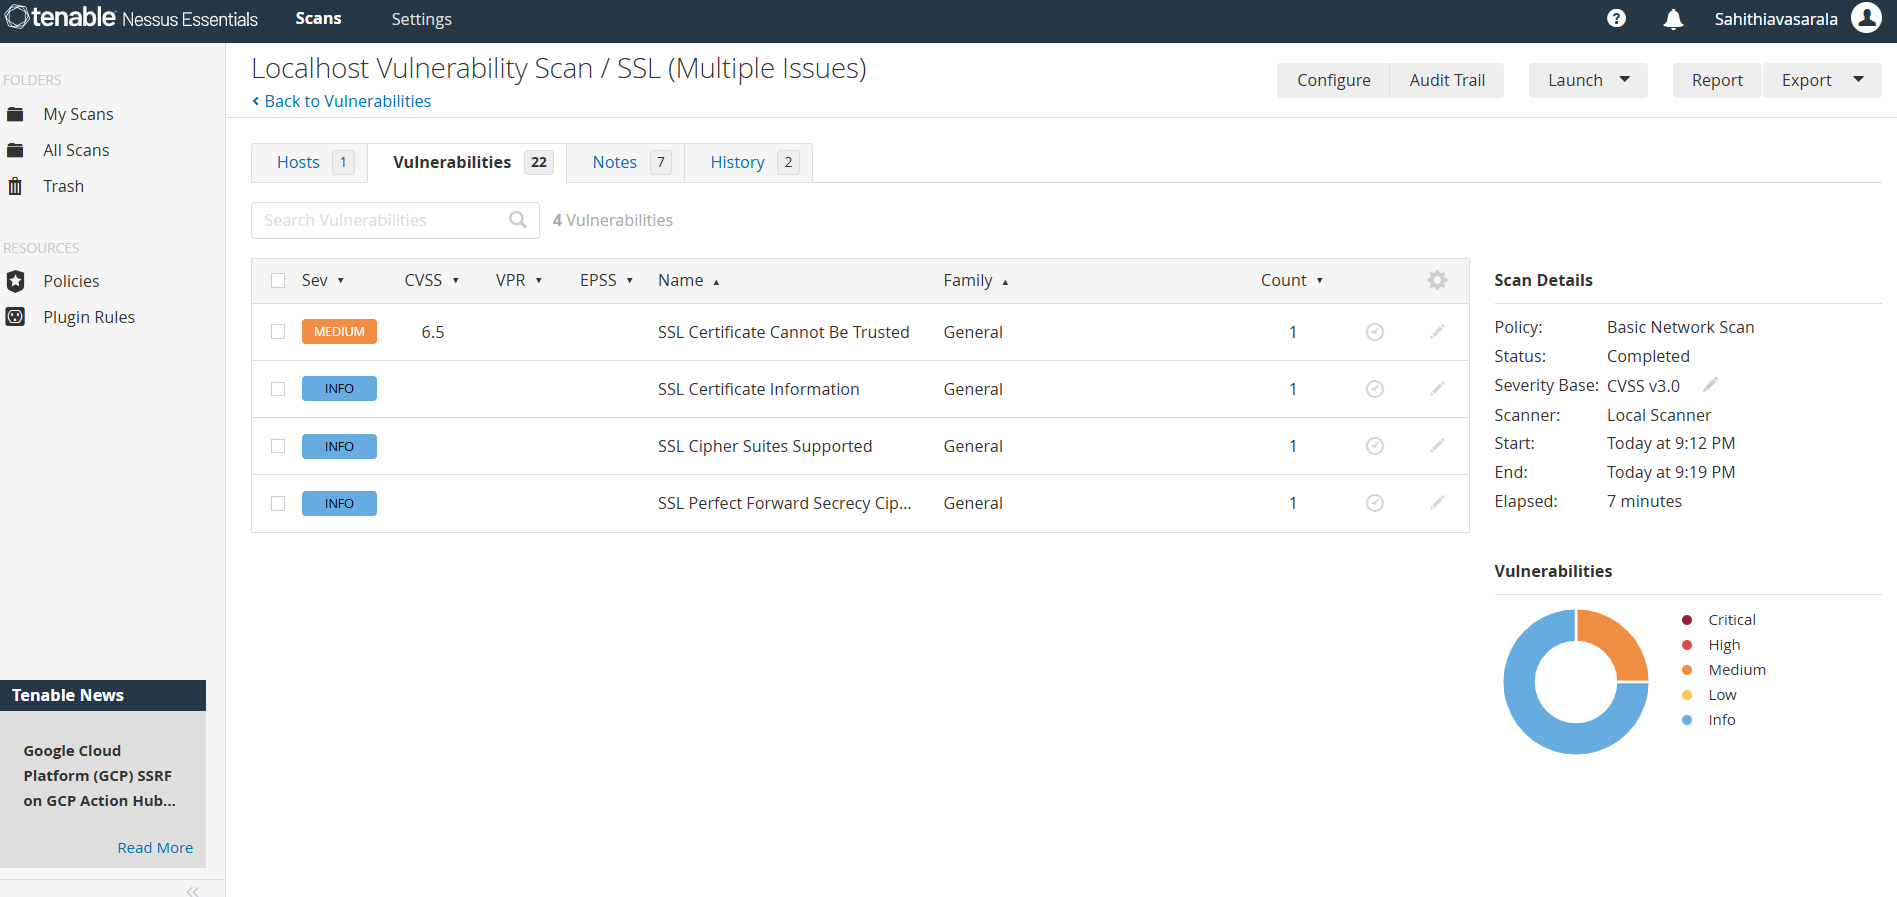 tenable Nessus Essentials Scans Settings Sahithiavasarala
FOLDERS
My Scans
All Scans
Trash
RESOURCES
Policies
Plugin Rules
Tenable News
Google Cloud
Platform (GCP) SSRF
on GCP Action Hub...
Read More
Localhost Vulnerability Scan / SSL (Multiple Issues)
Back to Vulnerabilities
Configure Audit Trail Launch Report Export
Hosts 1 Vulnerabilities 22 Notes 7 History 2
Search Vulnerabilities 4 Vulnerabilities
Sev CVSS VPR EPSS Name Family Count
MEDIUM 6.5 SSL Certificate Cannot Be Trusted General 1
INFO SSL Certificate Information General 1
INFO SSL Cipher Suites Supported General 1
INFO SSL Perfect Forward Secrecy Cip... General 1
Scan Details
Policy: Basic Network Scan
Status: Completed
Severity Base: CVSS v3.0
Scanner: Local Scanner
Start: Today at 9:12 PM
End: Today at 9:19 PM
Elapsed: 7 minutes
Vulnerabilities
Critical
High
Medium
Low
Info